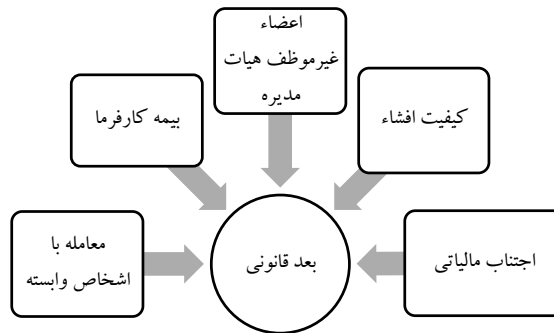 اعضاء
غیرموظف هیات
مدیره
کیفیت افشاء
بیمه کارفرما
معامله با
اشخاص وابسته
بعد قانونی
اجتناب مالیاتی